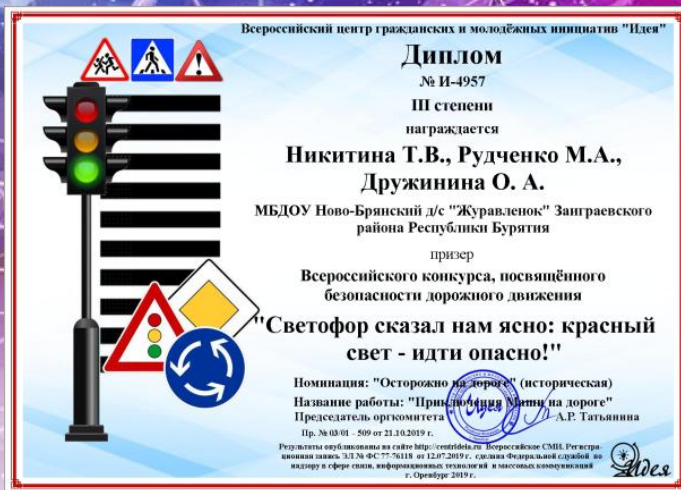 Всероссийский центр гражданских и молодёжных инициатив "Идея"
Диплом
№ И-4957
III степени
награждается
Никитина Т.В., Рудченко М.А.,
Дружинина О. А.
МБДОУ Ново-Брянский д/с "Журавленок" Заиграевского
района Республики Бурятия
призер
Всероссийского конкурса, посвящённого
безопасности дорожного движения
"Светофор сказал нам ясно: красный
свет - идти опасно!"
Номинация: "Осторожно на дороге" (историческая)
Название работы: "Приключения Маши на дороге"
Председатель оргкомитета А.Р. Татьянина
Пр. № 03/01 - 509 от 21.10.2019 г.
Результаты опубликованы на сайте http://centrideia.ru Всероссийское СМИ. Регистра-
ционная запись ЭЛ № ФС 77-76118 от 12.07.2019 г. сделана Федеральной службой по
надзору в сфере связи, информационных технологий и массовых коммуникаций
г. Оренбург 2019 г.
Идея
Идея